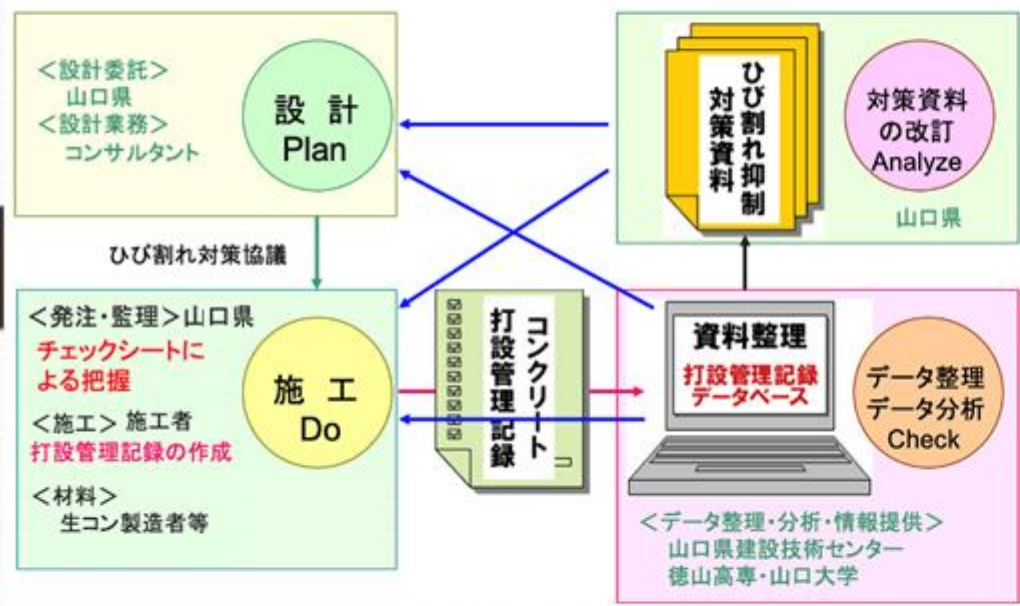 ＜設計委託＞
山口県
＜設計業務＞
コンサルタント
設 計
Plan
ひび割れ抑制
対策資料
対策資料
の改訂
Analyze
山口県
ひび割れ対策協議
＜発注・監理＞山口県
チェックシートに
よる把握
＜施工＞ 施工者
打設管理記録の作成
＜材料＞
生コン製造者等
施 工
Do
コンクリート
打設管理記録
資料整理
打設管理記録
データベース
データ整理
データ分析
Check
＜データ整理・分析・情報提供＞
山口県建設技術センター
徳山高専・山口大学